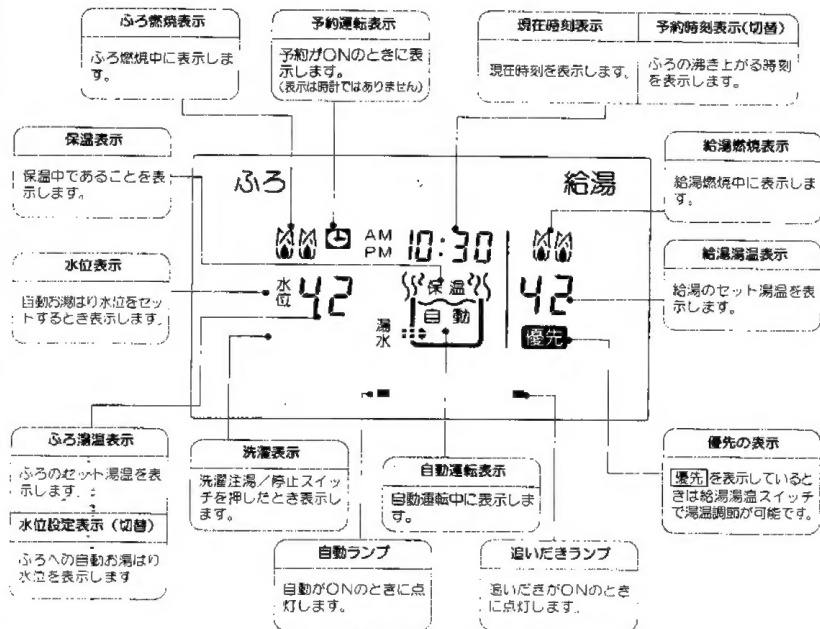 ふろ燃焼表示
ふろ燃焼中に表示しま
す。
予約運転表示
予約がONのときに表
示します。
(表示は時計ではありません)
現在時刻表示
現在時刻を表示します。
予約時刻表示(切替)
ふろの沸き上がる時刻
を表示します。
保温表示
保温中であることを表
示します。
給湯燃焼表示
給湯燃焼中に表示しま
す。
水位表示
自動お湯はり水位をセッ
トするとき表示します。
給湯湯温表示
給湯のセット湯温を表
示します。
ふろ
給湯
AM
PM
10:30
水位
42
保温
自動
湯水
42
優先
ふろ湯温表示
ふろのセット湯温を表
示します。
水位設定表示(切替)
ふろへの自動お湯はり
水位を表示します
洗濯表示
洗濯注湯/停止スイッ
チを押したとき表示し
ます。
自動運転表示
自動運転中に表示しま
す。
優先の表示
優先を表示していると
きは給湯湯温スイッチ
で湯温調節が可能です。
自動ランプ
自動がONのときに点
灯します。
追いだきランプ
追いだきがONのとき
に点灯します。